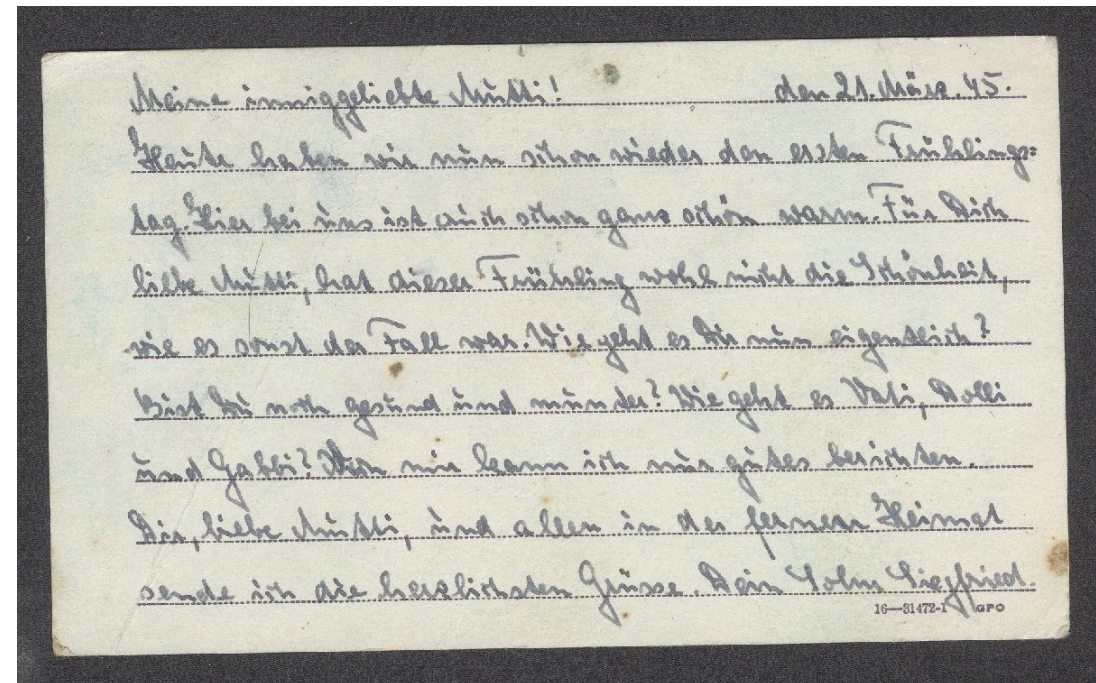 Meine inniggeliebte Mutti! den 21. März. 45.
Heute haben wir nun schon wieder den ersten Frühlings=
tag. Hier bei uns ist auch schon ganz schön warm. Für Dich
liebe Mutti, hat dieser Frühling wohl nicht die Schönheit,
wie es sonst der Fall war. Wie geht es Dir nun eigentlich?
Bist Du noch gesund und munter? Wie geht es Vati, Dolli
und Gabbi? Von mir kann ich nur gutes berichten.
Dir, liebe Mutti, und allen in der fernen Heimat
sende ich die herzlichsten Grüsse. Dein Sohn Siegfried.
16—31472-1 GPO